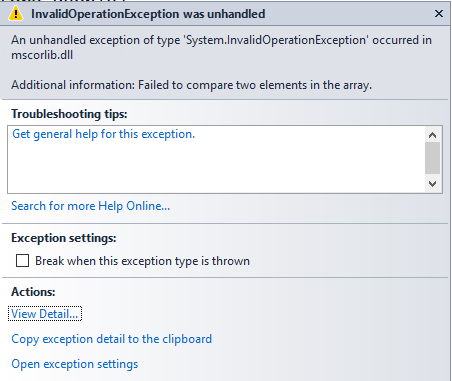 InvalidOperationException was unhandled
An unhandled exception of type 'System.InvalidOperationException' occurred in
mscorlib.dll
Additional information: Failed to compare two elements in the array.
Troubleshooting tips:
Get general help for this exception.
Search for more Help Online...
Exception settings:
Break when this exception type is thrown
Actions:
View Detail...
Copy exception detail to the clipboard
Open exception settings